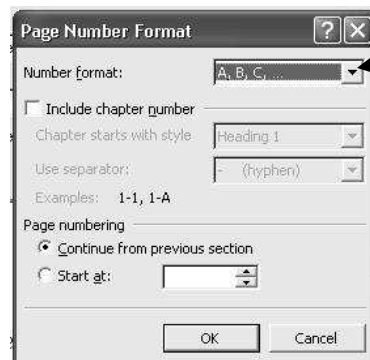 Page Number Format
Number format: A, B, C, ...
Include chapter number
Chapter starts with style Heading 1
Use separator: - (hyphen)
Examples: 1-1, 1-A
Page numbering
Continue from previous section
Start at:
OK Cancel